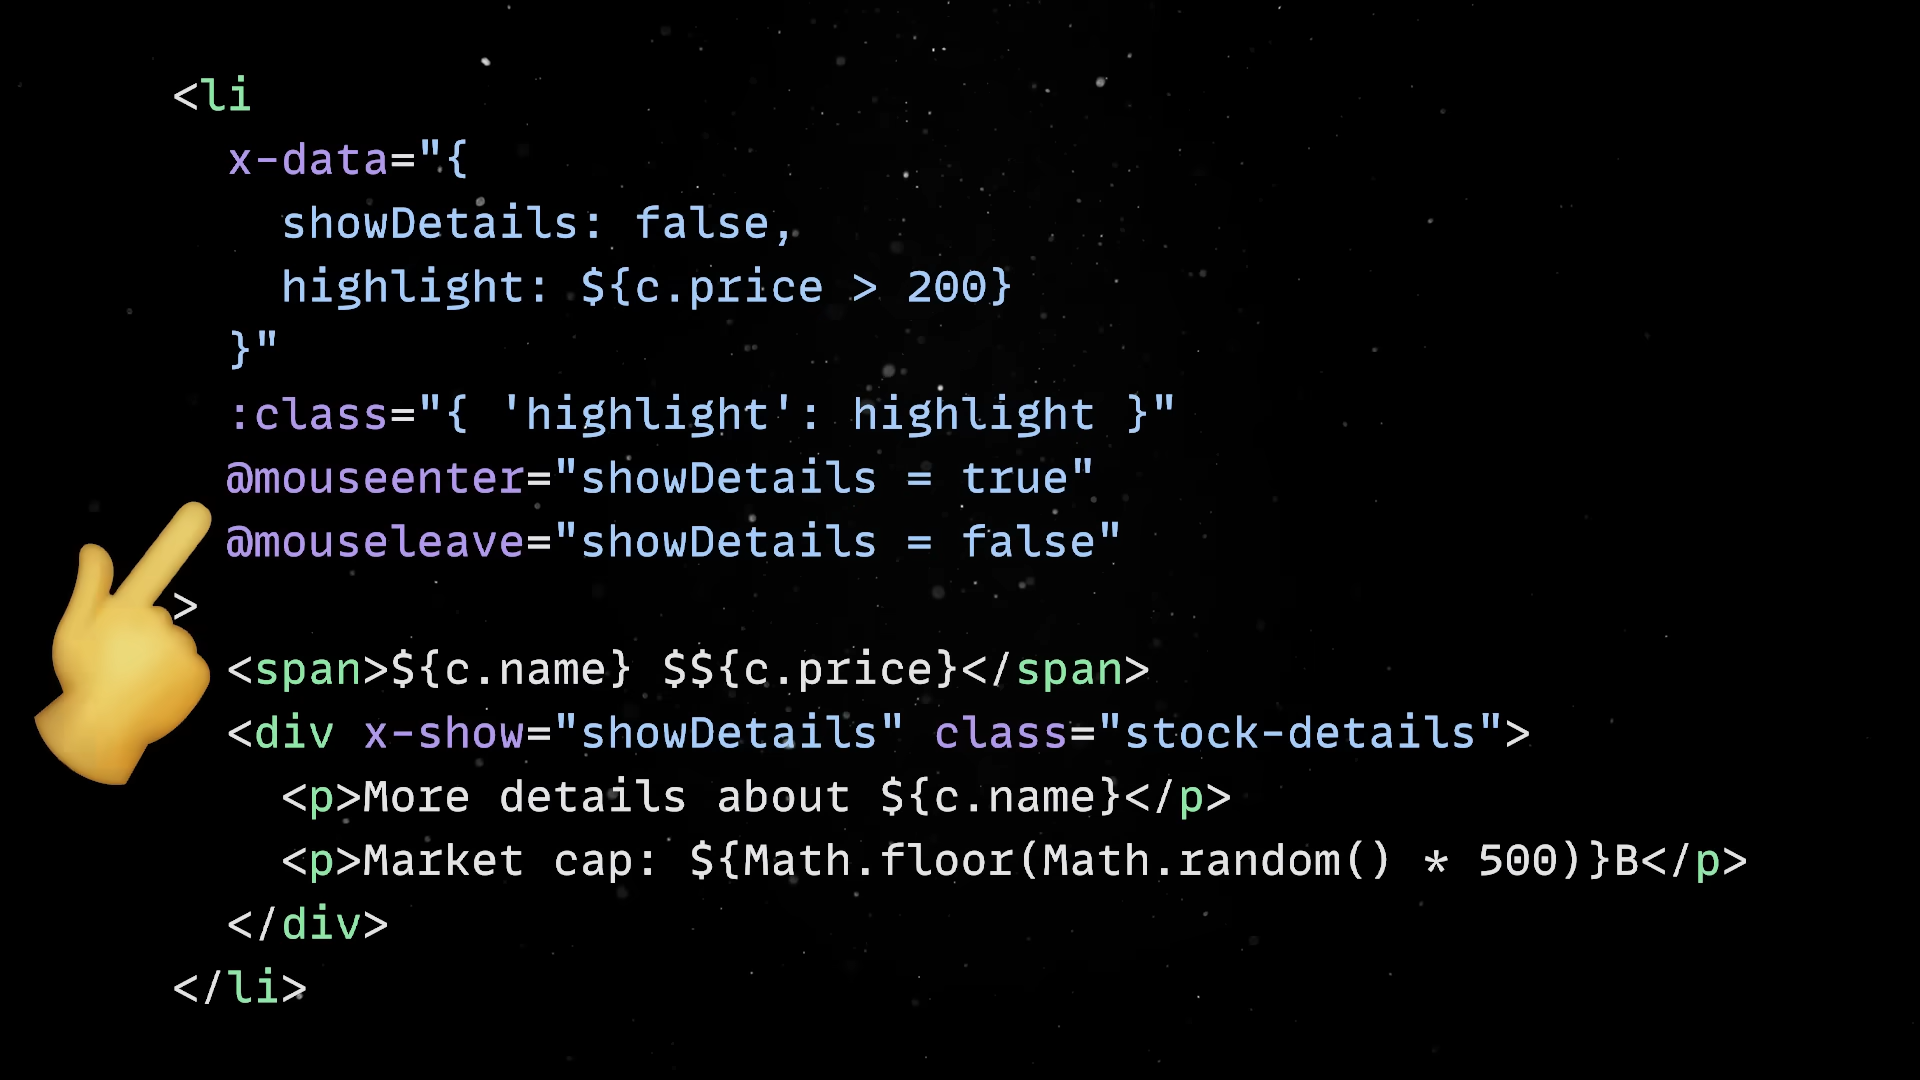 <li
x-data="{
showDetails: false,
highlight: ${c.price > 200}
}"
:class="{ 'highlight': highlight }"
@mouseenter="showDetails = true"
@mouseleave="showDetails = false"
>
<span>${c.name} $${c.price}</span>
<div x-show="showDetails" class="stock-details">
<p>More details about ${c.name}</p>
<p>Market cap: ${Math.floor(Math.random() * 500)}B</p>
</div>
</li>